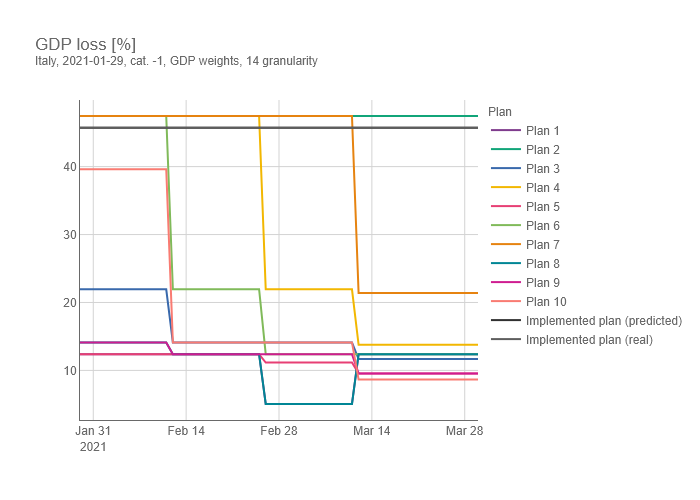 GDP loss [%]
Italy, 2021-01-29, cat. -1, GDP weights, 14 granularity
Plan
Plan 1
Plan 2
Plan 3
Plan 4
Plan 5
Plan 6
Plan 7
Plan 8
Plan 9
Plan 10
Implemented plan (predicted)
Implemented plan (real)
40
30
20
10
Jan 31 Feb 14 Feb 28 Mar 14 Mar 28
2021